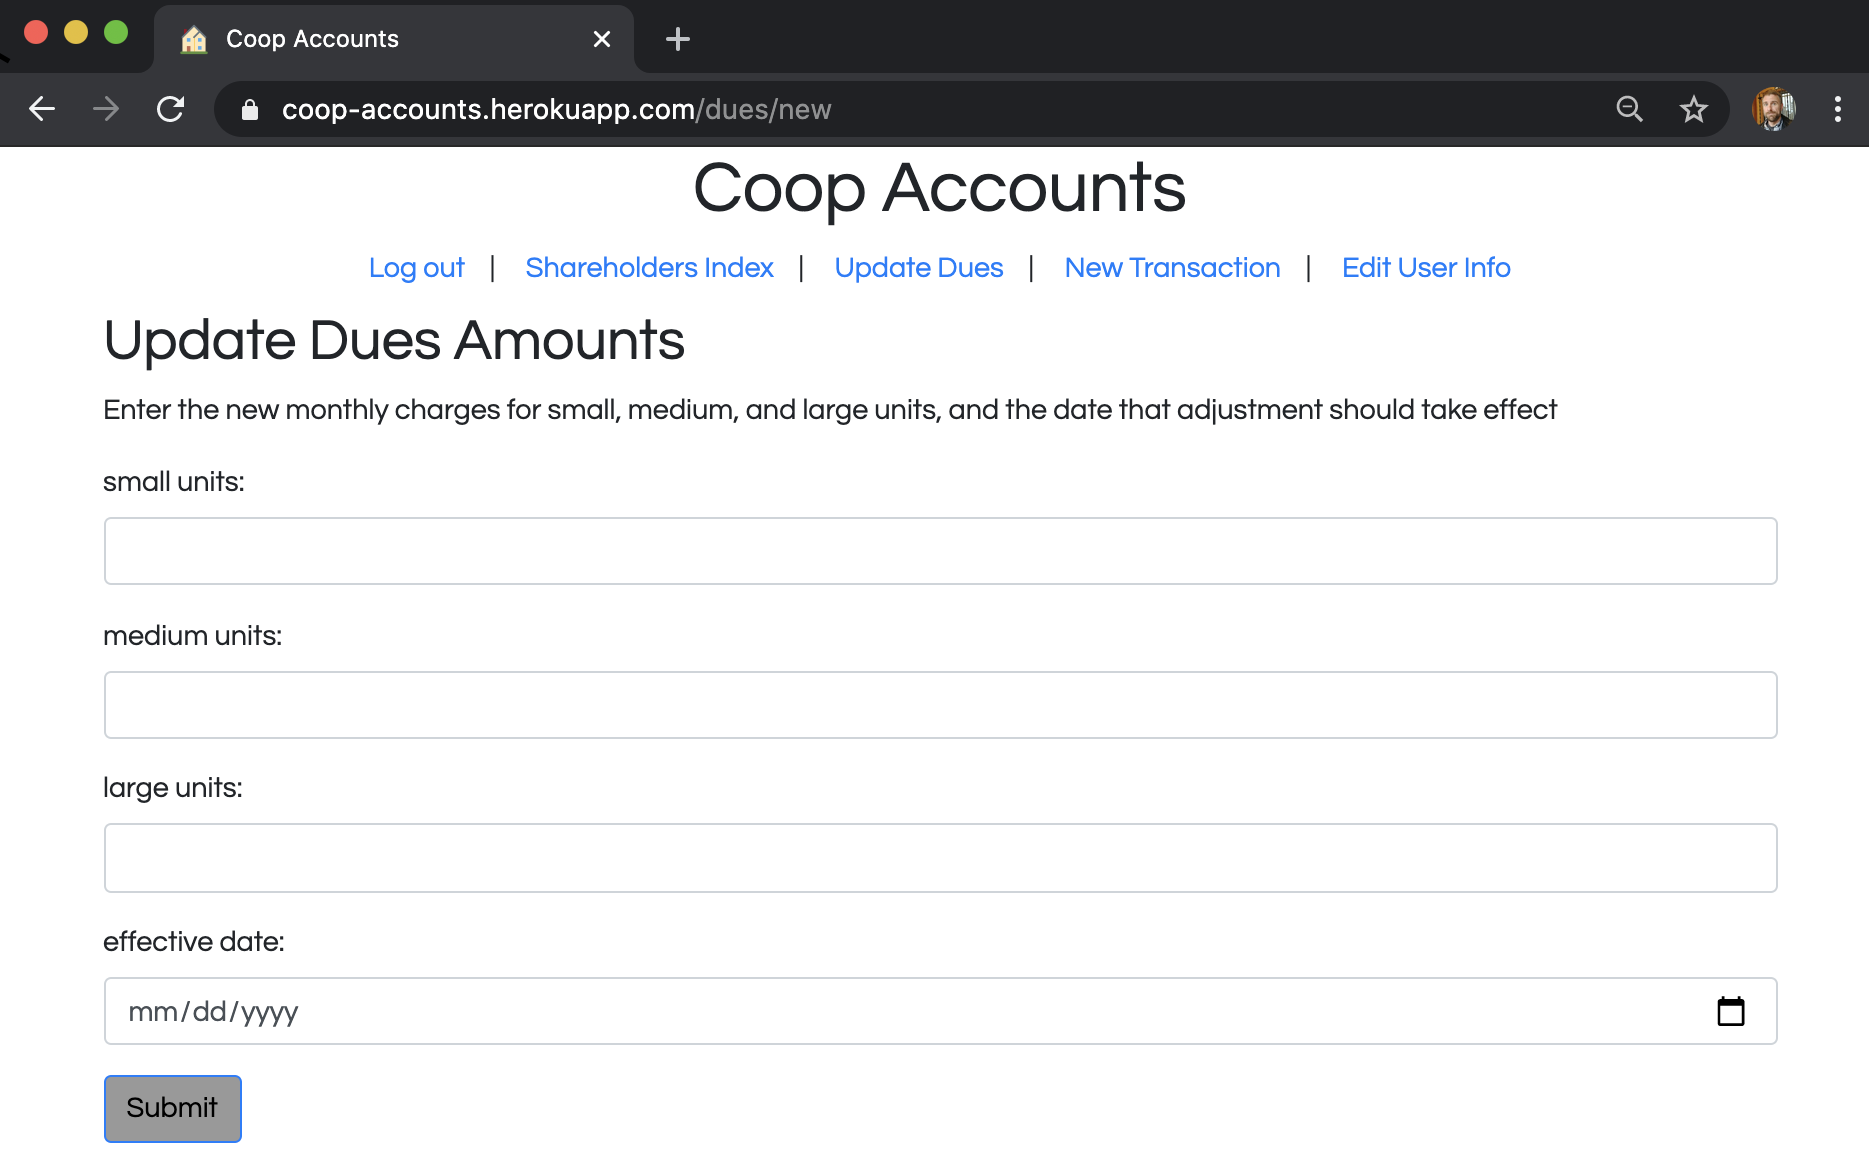 Coop Accounts
coop-accounts.herokuapp.com/dues/new
Coop Accounts
Log out | Shareholders Index | Update Dues | New Transaction | Edit User Info
Update Dues Amounts
Enter the new monthly charges for small, medium, and large units, and the date that adjustment should take effect
small units:
medium units:
large units:
effective date:
mm/dd/yyyy
Submit